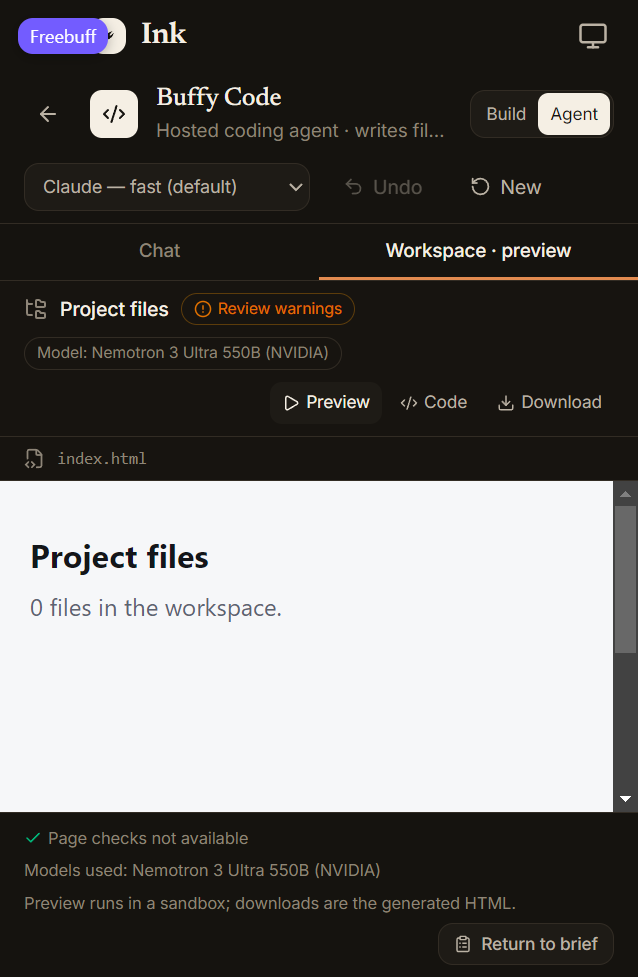 Freebuff
Ink
Buffy Code
Hosted coding agent · writes fil...
Build
Agent
Claude — fast (default)
Undo
New
Chat
Workspace · preview
Project files
Review warnings
Model: Nemotron 3 Ultra 550B (NVIDIA)
Preview
Code
Download
index.html
Project files
0 files in the workspace.
Page checks not available
Models used: Nemotron 3 Ultra 550B (NVIDIA)
Preview runs in a sandbox; downloads are the generated HTML.
Return to brief